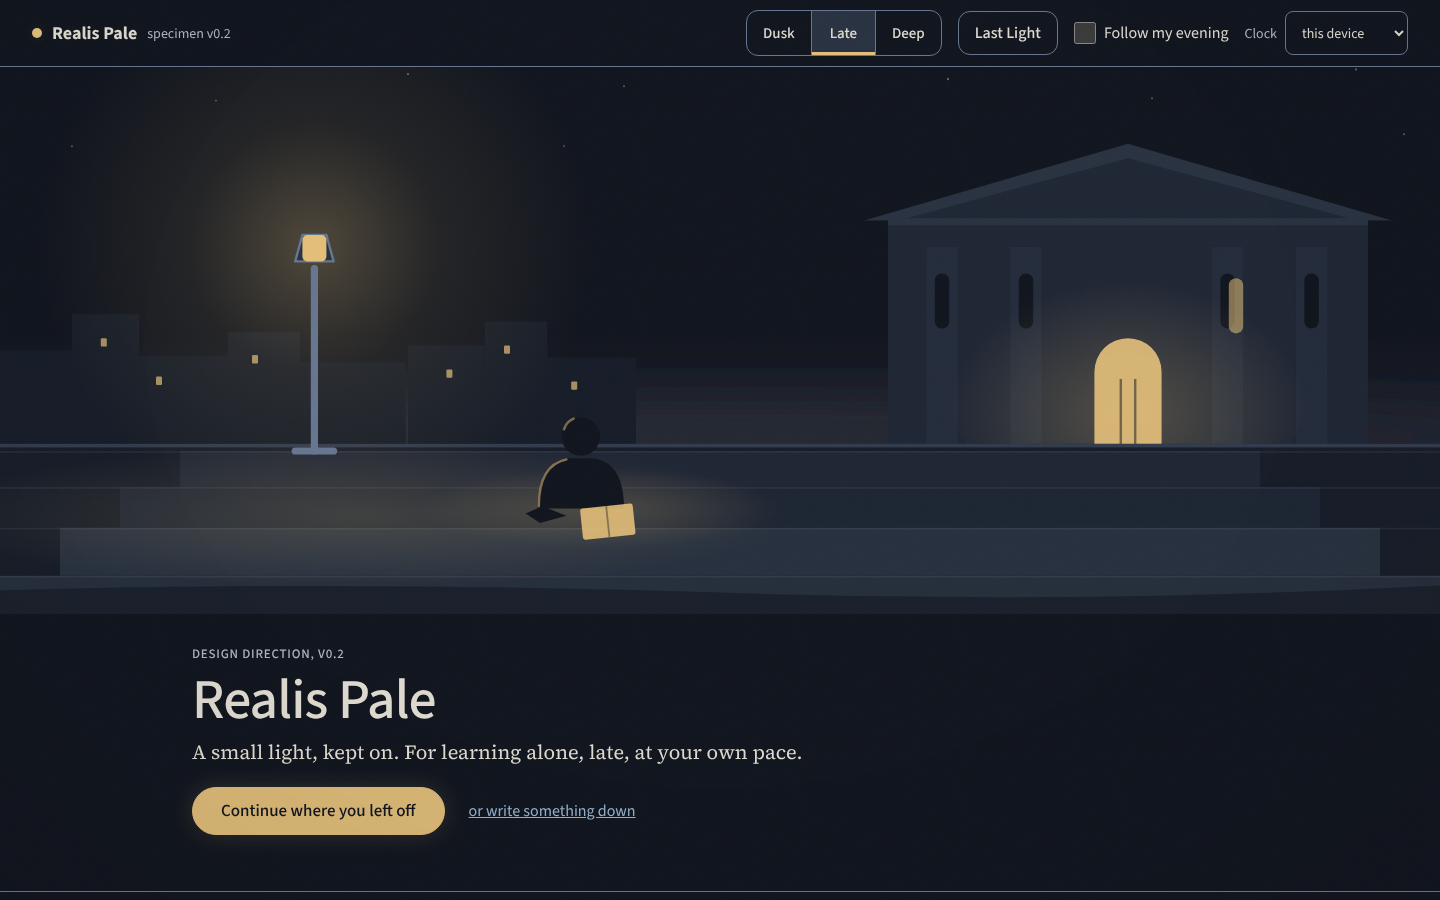 Realis Pale specimen v0.2 Dusk Late Deep Last Light Follow my evening Clock this device
DESIGN DIRECTION, V0.2
Realis Pale
A small light, kept on. For learning alone, late, at your own pace.
Continue where you left off or write something down